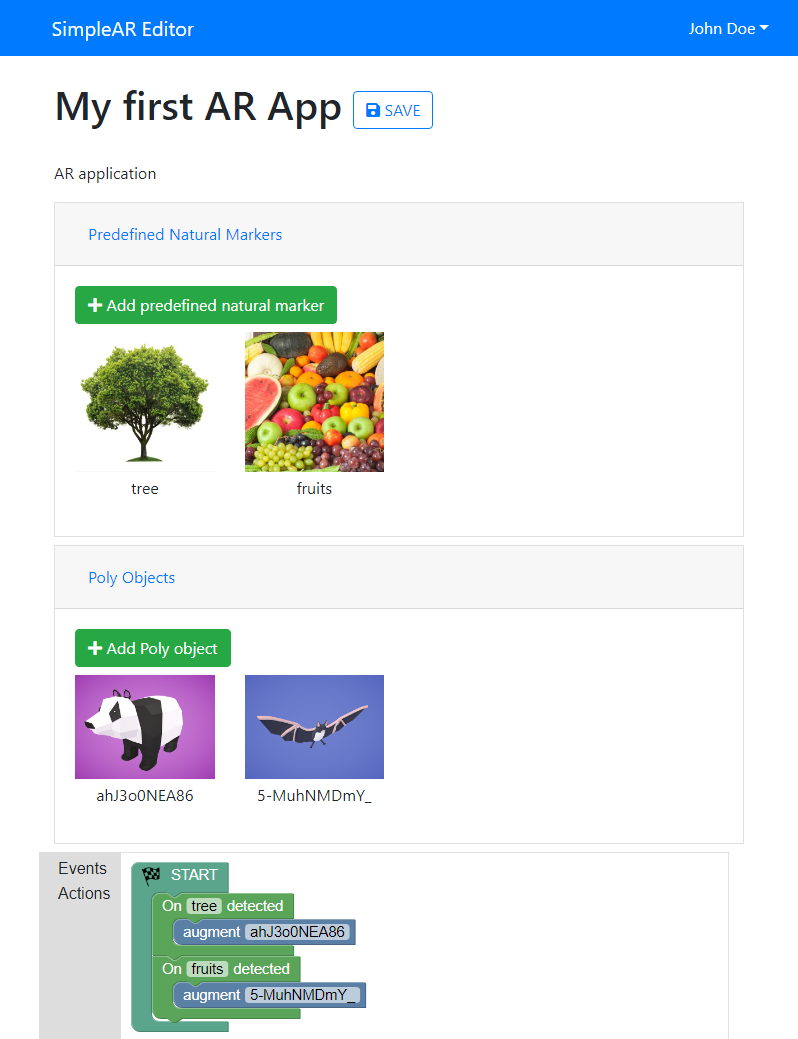 SimpleAR Editor
John Doe
My first AR App
SAVE
AR application
Predefined Natural Markers
Add predefined natural marker
tree
fruits
Poly Objects
Add Poly object
ahJ3o0NEA86
5-MuhNMDmY_
Events
Actions
START
On tree detected
augment ahJ3o0NEA86
On fruits detected
augment 5-MuhNMDmY_